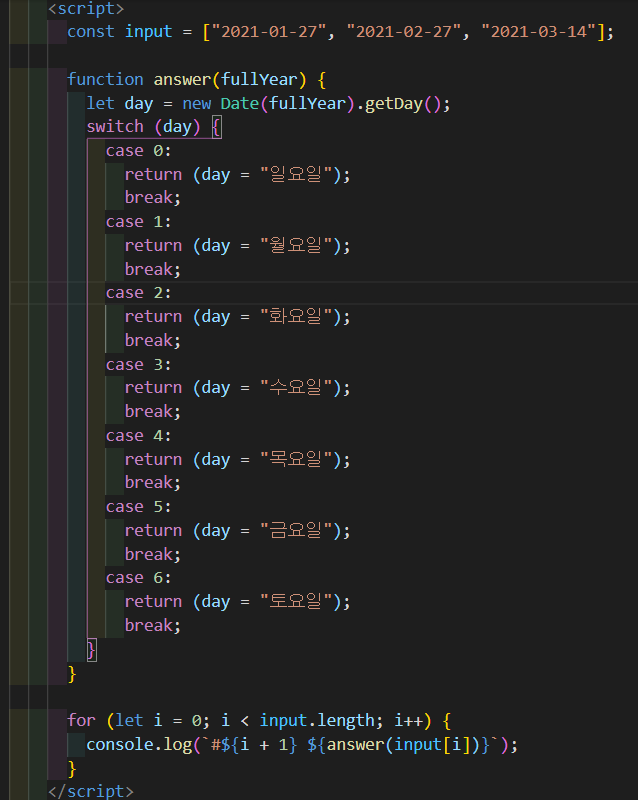 <script>
const input = ["2021-01-27", "2021-02-27", "2021-03-14"];
function answer(fullYear) {
let day = new Date(fullYear).getDay();
switch (day) {
case 0:
return (day = "일요일");
break;
case 1:
return (day = "월요일");
break;
case 2:
return (day = "화요일");
break;
case 3:
return (day = "수요일");
break;
case 4:
return (day = "목요일");
break;
case 5:
return (day = "금요일");
break;
case 6:
return (day = "토요일");
break;
}
}
for (let i = 0; i < input.length; i++) {
console.log(`#${i + 1} ${answer(input[i])}`);
}
</script>